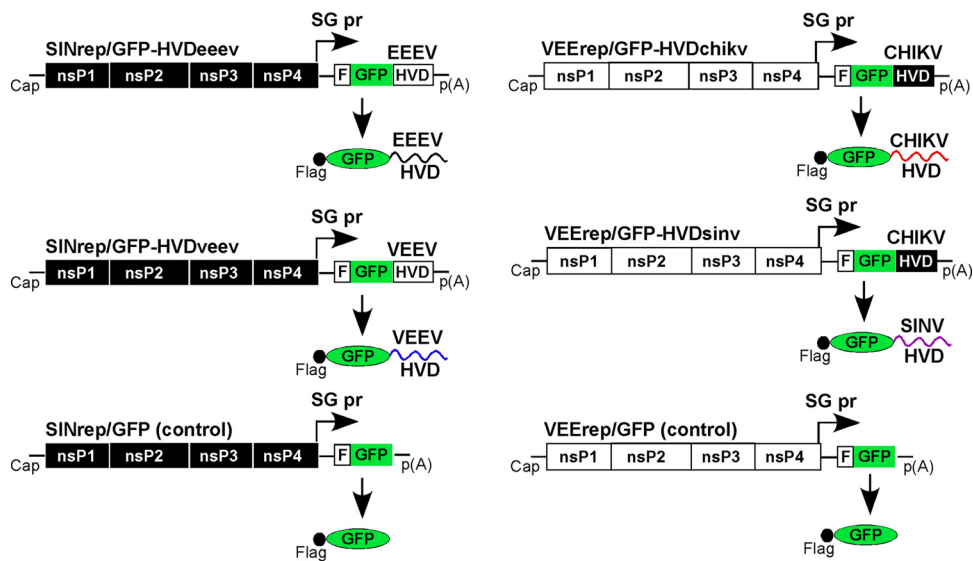 SG pr
SINrep/GFP-HVDeeev
EEEV
Cap nsP1 nsP2 nsP3 nsP4 F GFP HVD p(A)
EEEV
GFP
Flag HVD
SG pr
SINrep/GFP-HVDveev
VEEV
Cap nsP1 nsP2 nsP3 nsP4 F GFP HVD p(A)
VEEV
GFP
Flag HVD
SG pr
SINrep/GFP (control)
Cap nsP1 nsP2 nsP3 nsP4 F GFP p(A)
GFP
Flag
SG pr
VEErep/GFP-HVDchikv
CHIKV
Cap nsP1 nsP2 nsP3 nsP4 F GFP HVD p(A)
CHIKV
GFP
Flag HVD
SG pr
VEErep/GFP-HVDsinv
CHIKV
Cap nsP1 nsP2 nsP3 nsP4 F GFP HVD p(A)
SINV
GFP
Flag HVD
SG pr
VEErep/GFP (control)
Cap nsP1 nsP2 nsP3 nsP4 F GFP p(A)
GFP
Flag